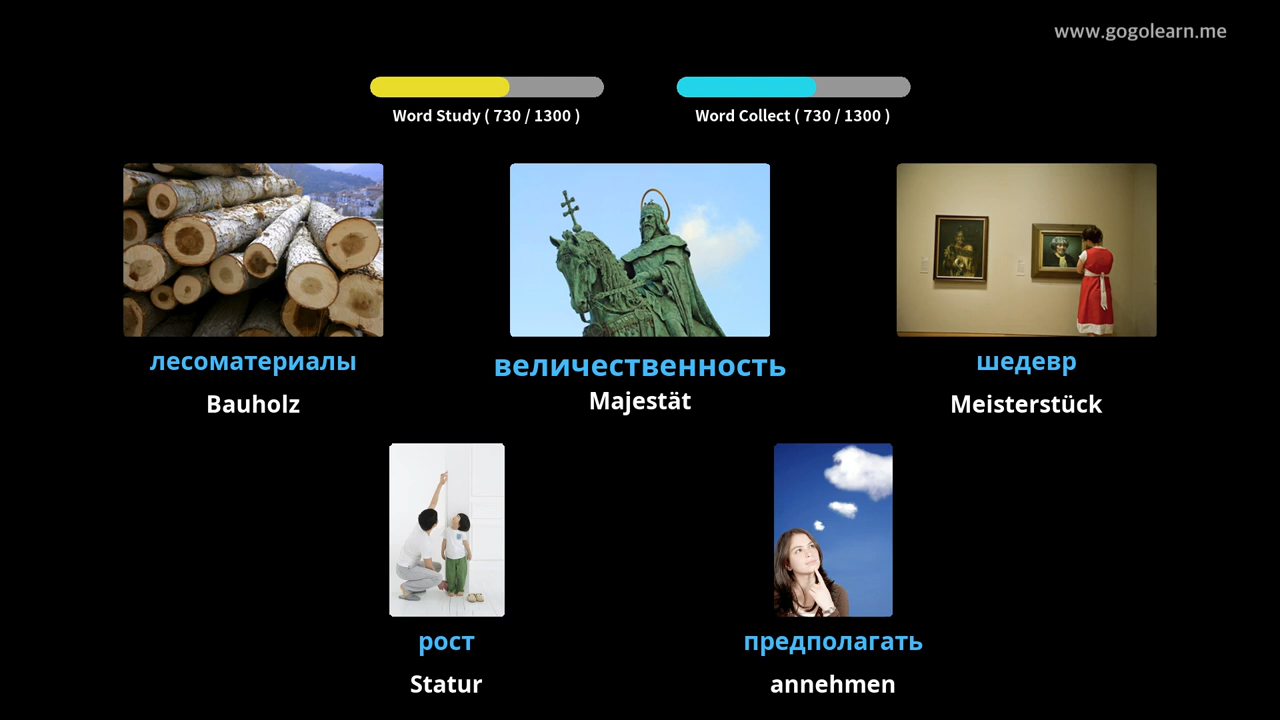 www.gogolearn.me
Word Study ( 730 / 1300 )
Word Collect ( 730 / 1300 )
лесоматериалы
Bauholz
величественность
Majestät
шедевр
Meisterstück
рост
Statur
предполагать
annehmen